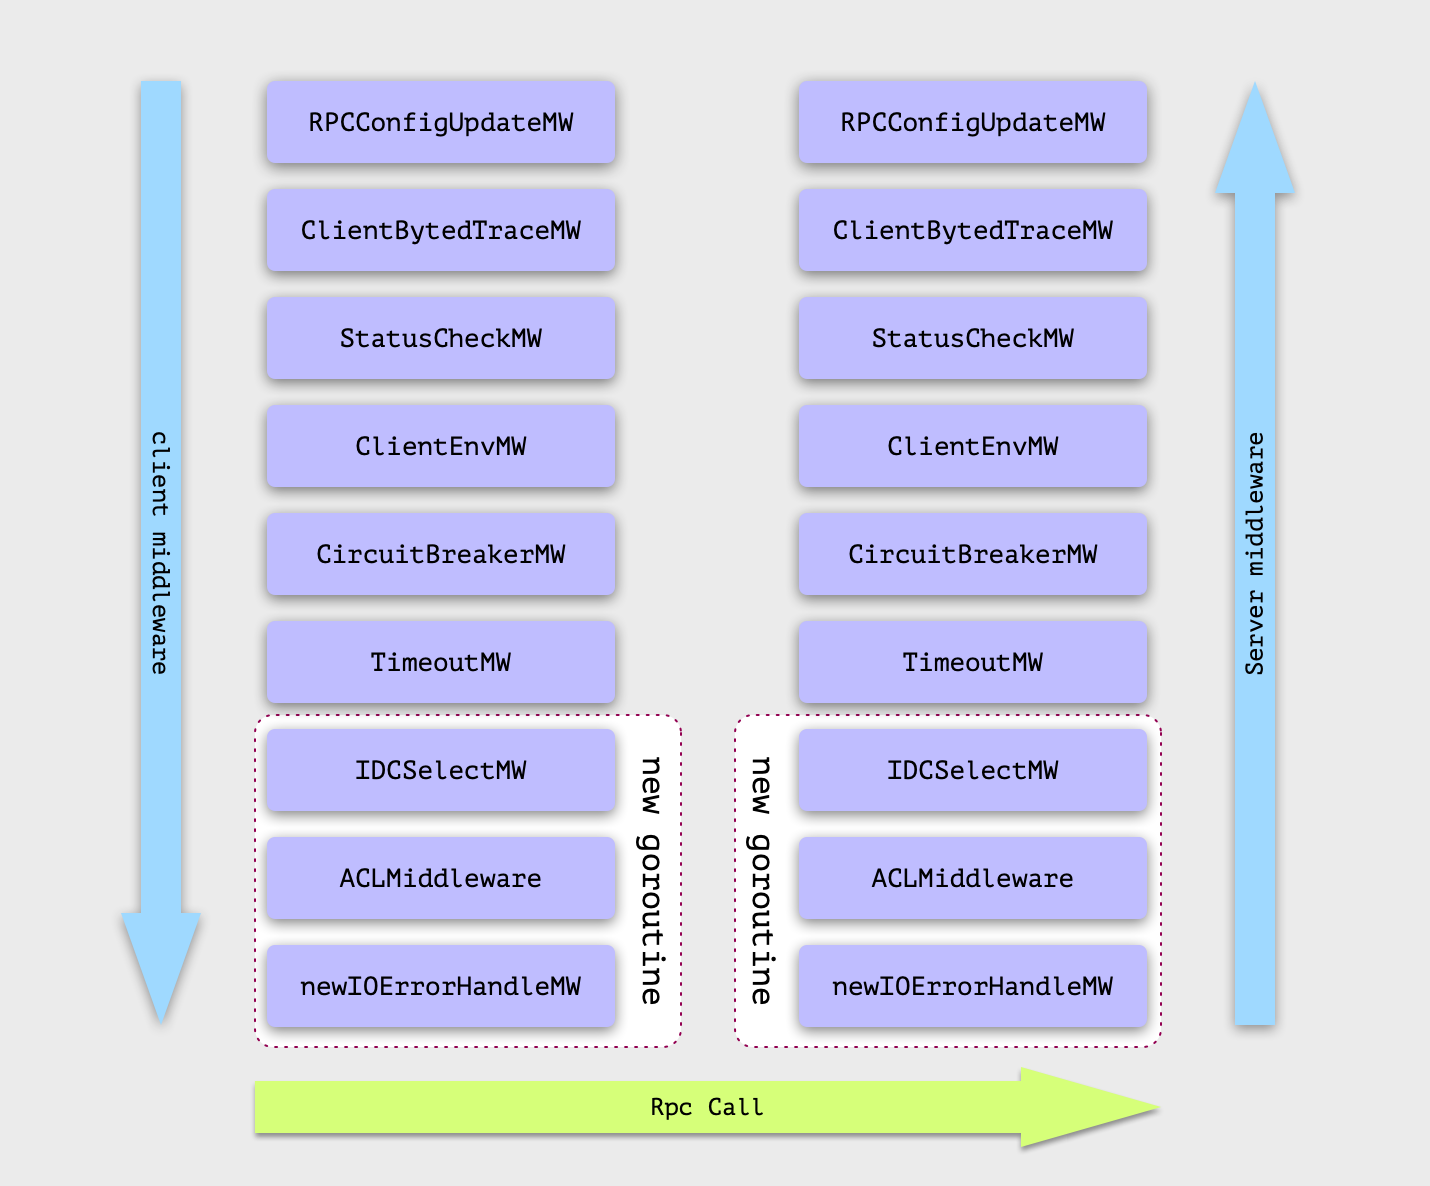 client middleware
RPCConfigUpdateMW
ClientBytedTraceMW
StatusCheckMW
ClientEnvMW
CircuitBreakerMW
TimeoutMW
IDCSelectMW
ACLMiddleware
newIOErrorHandleMW
new goroutine
new goroutine
RPCConfigUpdateMW
ClientBytedTraceMW
StatusCheckMW
ClientEnvMW
CircuitBreakerMW
TimeoutMW
IDCSelectMW
ACLMiddleware
newIOErrorHandleMW
Server middleware
Rpc Call